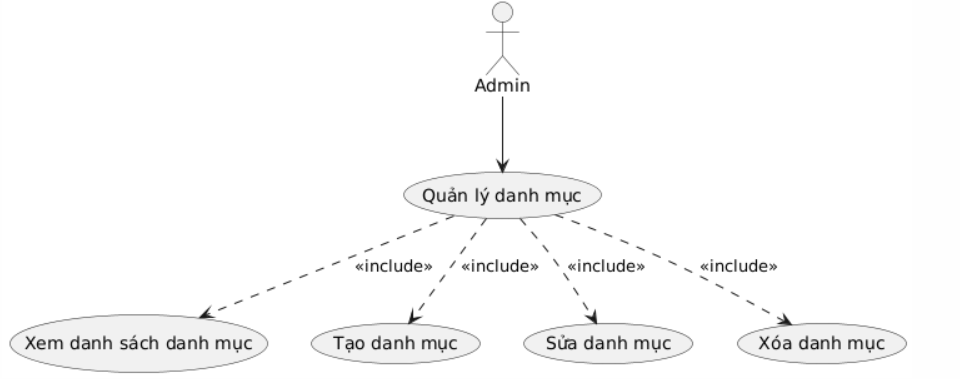 Admin
Quản lý danh mục
«include»
«include»
«include»
«include»
Xem danh sách danh mục
Tạo danh mục
Sửa danh mục
Xóa danh mục